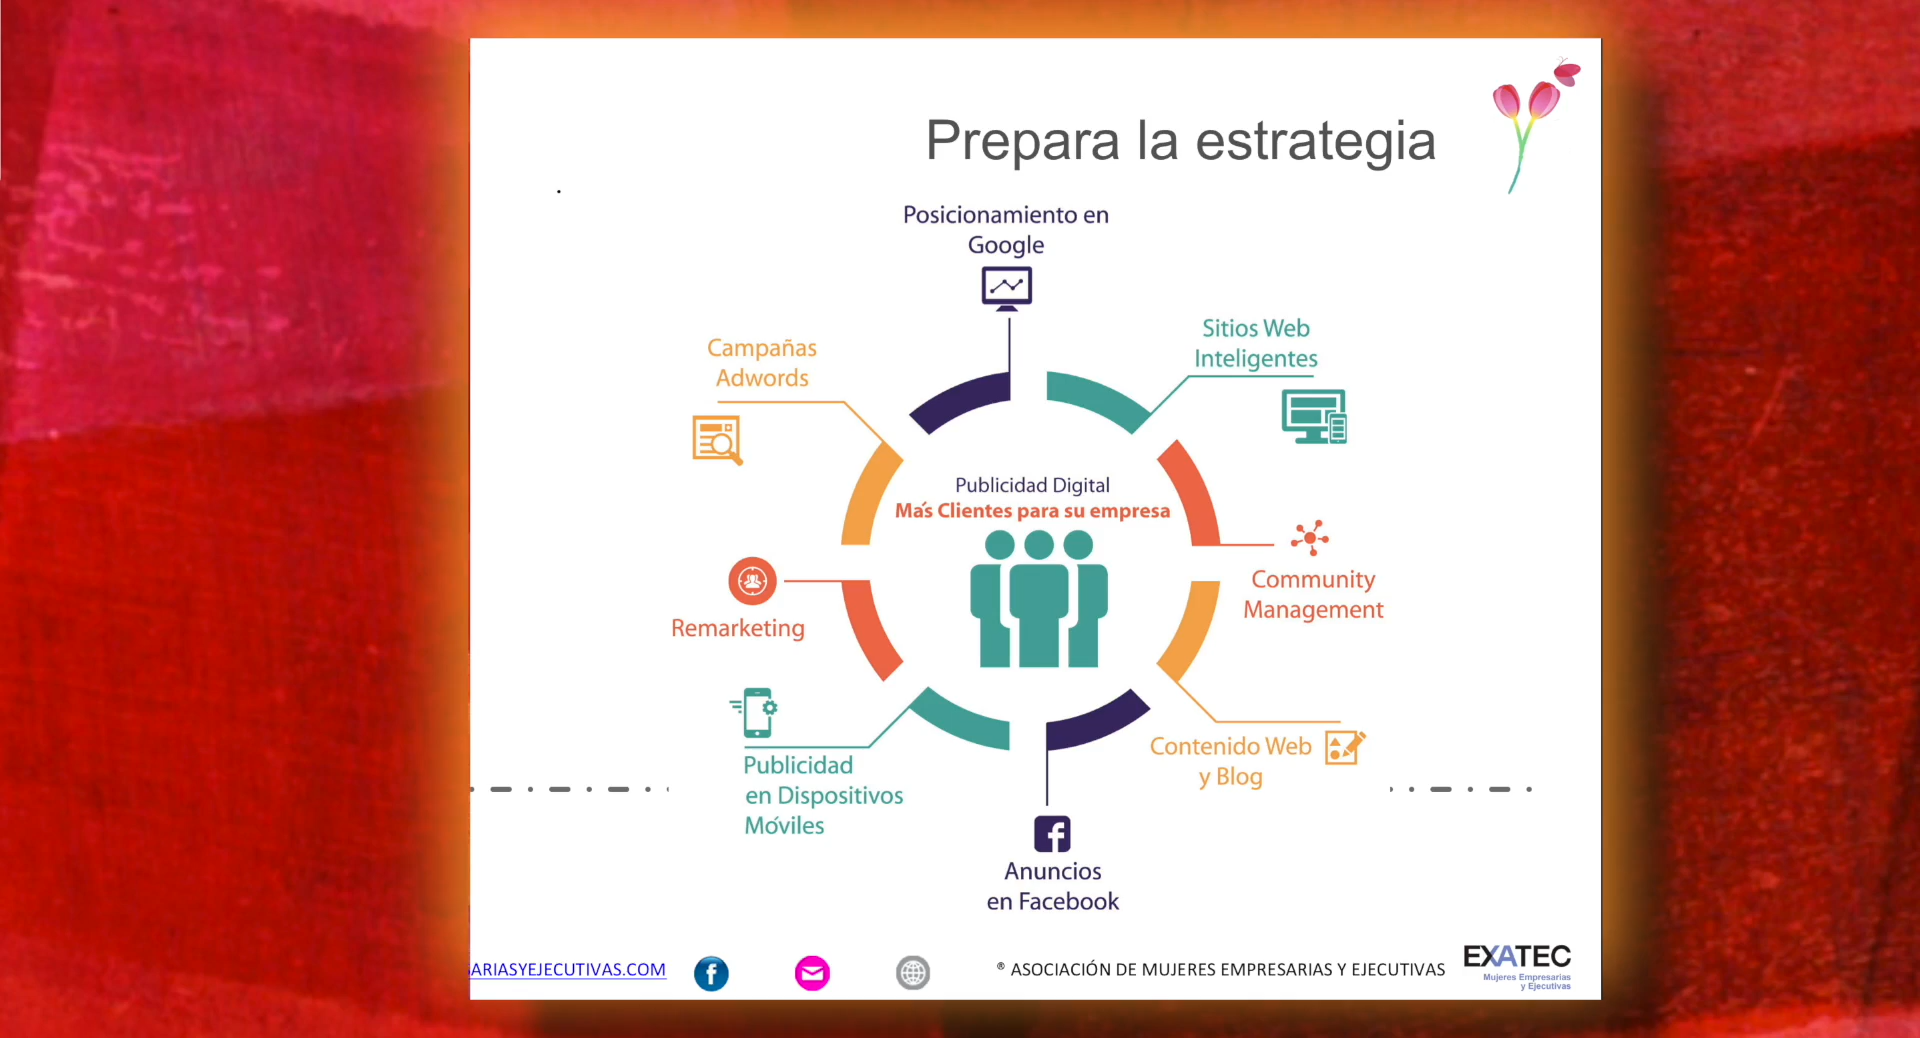 Prepara la estrategia
.
Posicionamiento en
Google
Sitios Web
Inteligentes
Campañas
Adwords
Publicidad Digital
Más Clientes para su empresa
Community
Management
Remarketing
Contenido Web
y Blog
Publicidad
en Dispositivos
Móviles
Anuncios
en Facebook
ARIASYEJECUTIVAS.COM
® ASOCIACIÓN DE MUJERES EMPRESARIAS Y EJECUTIVAS
EXATEC
Mujeres Empresarias
y Ejecutivas